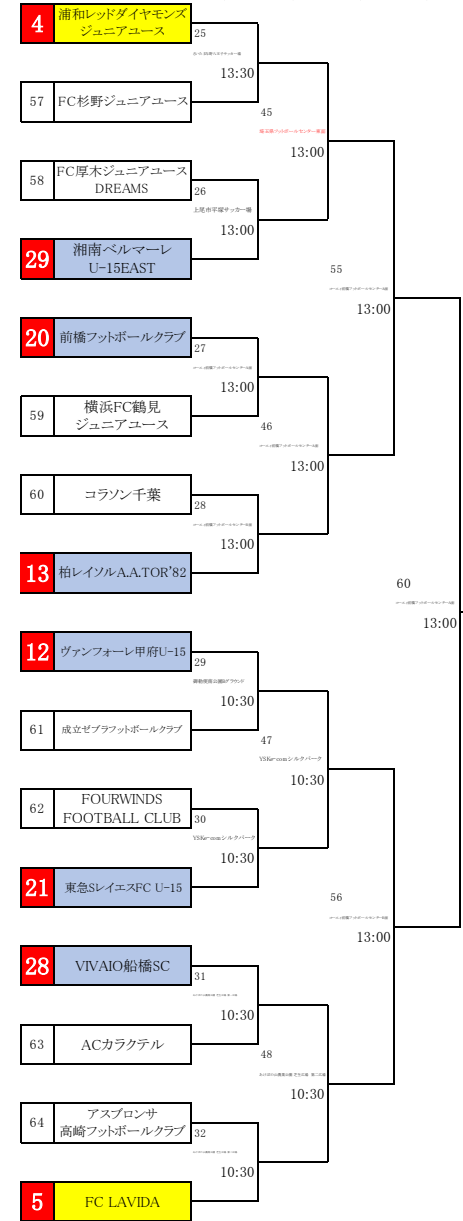 4
浦和レッドダイヤモンズ
ジュニアユース
25
13:30
57
FC杉野ジュニアユース
45
13:00
58
FC厚木ジュニアユース
DREAMS
26
上尾市平塚サッカー場
13:00
29
湘南ベルマーレ
U-15EAST
55
13:00
20
前橋フットボールクラブ
27
13:00
59
横浜FC鶴見
ジュニアユース
46
13:00
60
コラソン千葉
28
13:00
13
柏レイソルA.A.TOR’82
60
13:00
12
ヴァンフォーレ甲府U-15
29
10:30
61
成立ゼブラフットボールクラブ
47
YSKe-comシルクパーク
10:30
62
FOURWINDS
FOOTBALL CLUB
30
YSKe-comシルクパーク
10:30
21
東急SレイエスFC U-15
56
13:00
28
VIVAIO船橋SC
31
10:30
63
ACカラクテル
48
10:30
64
アスブロンサ
高崎フットボールクラブ
32
10:30
5
FC LAVIDA